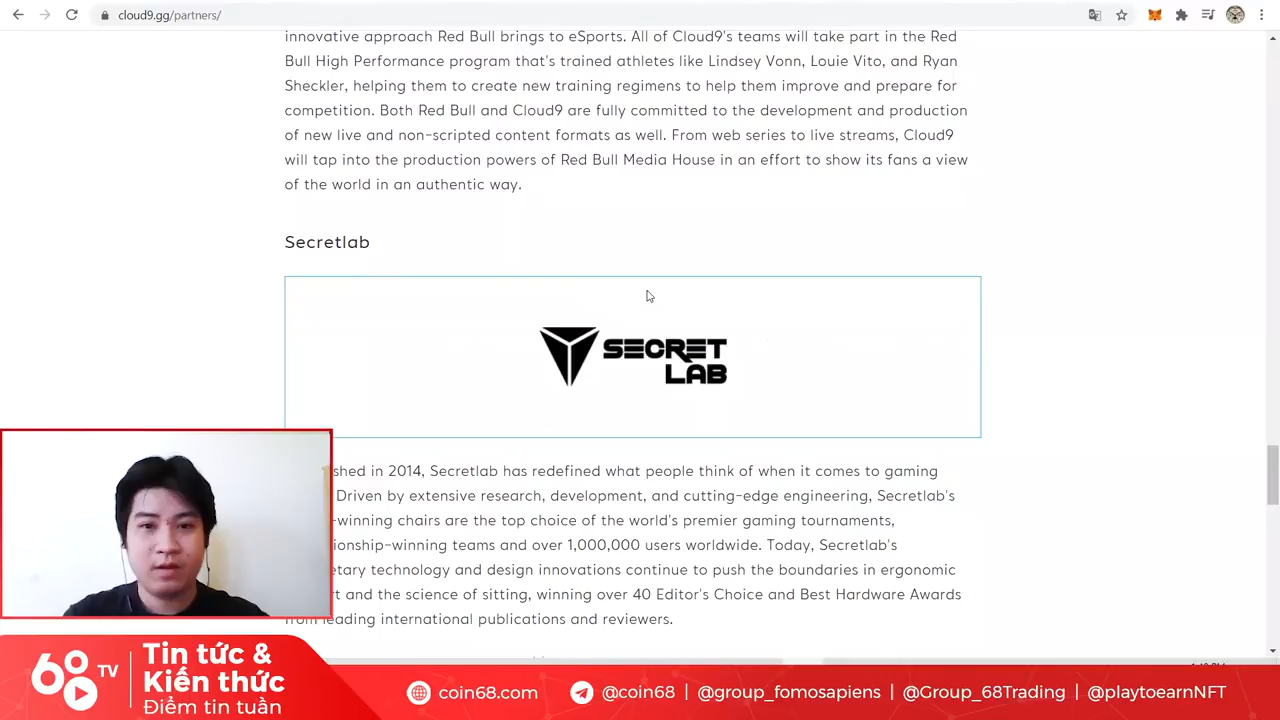 cloud9.gg/partners/
innovative approach Red Bull brings to eSports. All of Cloud9's teams will take part in the Red
Bull High Performance program that's trained athletes like Lindsey Vonn, Louie Vito, and Ryan
Sheckler, helping them to create new training regimens to help them improve and prepare for
competition. Both Red Bull and Cloud9 are fully committed to the development and production
of new live and non-scripted content formats as well. From web series to live streams, Cloud9
will tap into the production powers of Red Bull Media House in an effort to show its fans a view
of the world in an authentic way.
Secretlab
SECRET
LAB
shed in 2014, Secretlab has redefined what people think of when it comes to gaming
Driven by extensive research, development, and cutting-edge engineering, Secretlab's
-winning chairs are the top choice of the world's premier gaming tournaments,
ionship-winning teams and over 1,000,000 users worldwide. Today, Secretlab's
etary technology and design innovations continue to push the boundaries in ergonomic
rt and the science of sitting, winning over 40 Editor's Choice and Best Hardware Awards
from leading international publications and reviewers.
68 TV
Tin tức &
Kiến thức
Điểm tin tuần
coin68.com @coin68 | @group_fomosapiens | @Group_68Trading | @playtoearnNFT